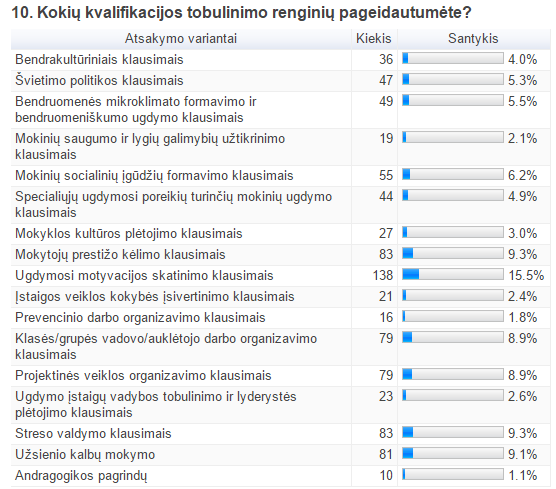 10. Kokių kvalifikacijos tobulinimo renginių pageidautumėte?
Atsakymo variantai Kiekis Santykis
Bendrakultūriniais klausimais 36 4.0%
Švietimo politikos klausimais 47 5.3%
Bendruomenės mikroklimato formavimo ir
bendruomeniškumo ugdymo klausimais 49 5.5%
Mokinių saugumo ir lygių galimybių užtikrinimo
klausimais 19 2.1%
Mokinių socialinių įgūdžių formavimo klausimais 55 6.2%
Specialiųjų ugdymosi poreikių turinčių mokinių ugdymo
klausimais 44 4.9%
Mokyklos kultūros plėtojimo klausimais 27 3.0%
Mokytojų prestižo kėlimo klausimais 83 9.3%
Ugdymosi motyvacijos skatinimo klausimais 138 15.5%
Įstaigos veiklos kokybės įsivertinimo klausimais 21 2.4%
Prevencinio darbo organizavimo klausimais 16 1.8%
Klasės/grupės vadovo/auklėtojo darbo organizavimo
klausimais 79 8.9%
Projektinės veiklos organizavimo klausimais 79 8.9%
Ugdymo įstaigų vadybos tobulinimo ir lyderystės
plėtojimo klausimais 23 2.6%
Streso valdymo klausimais 83 9.3%
Užsienio kalbų mokymo 81 9.1%
Andragogikos pagrindų 10 1.1%